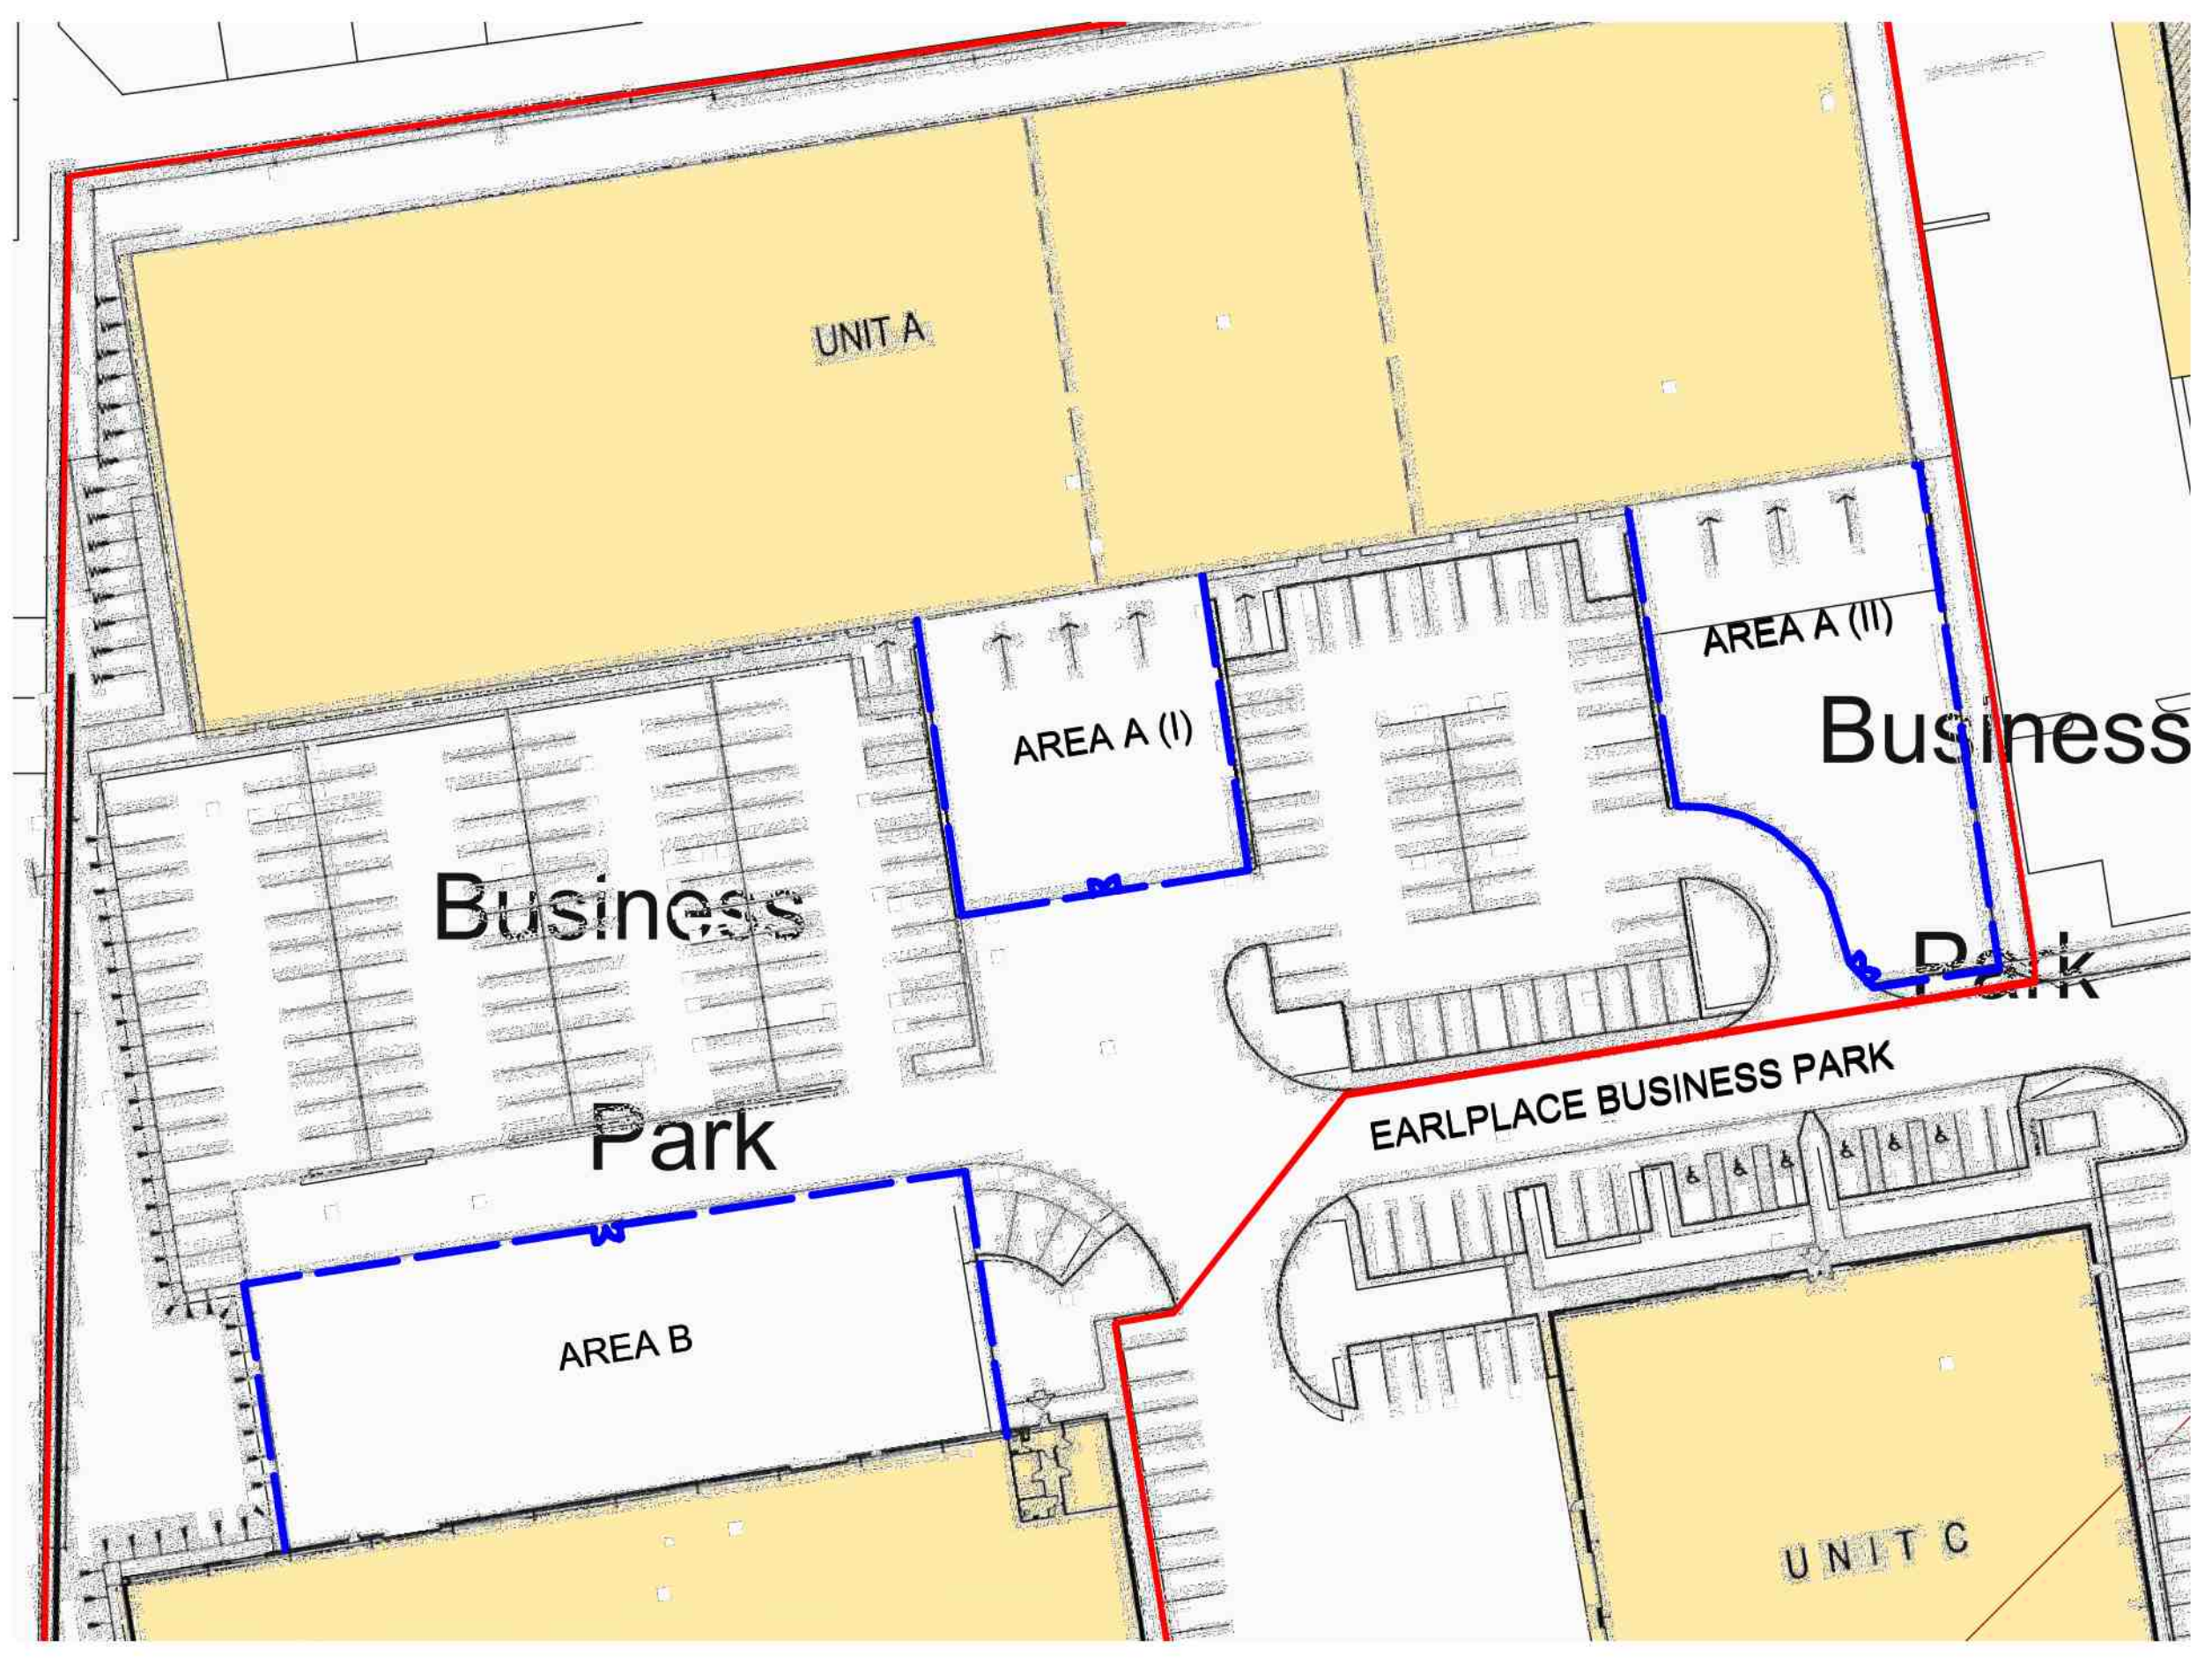 UNIT A
AREA A (II)
AREA A (I)
Business
Business
Park
EARLPLACE BUSINESS PARK
Park
AREA B
UNIT C